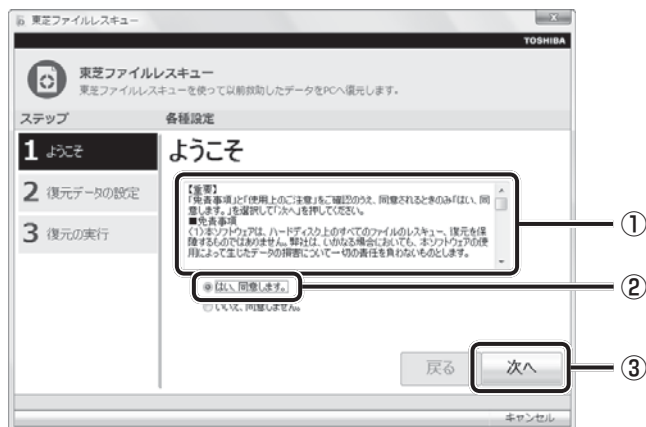 東芝ファイルレスキュー
TOSHIBA
東芝ファイルレスキュー
東芝ファイルレスキューを使って以前救助したデータをPCへ復元します。
ステップ
各種設定
1 ようこそ
2 復元データの設定
3 復元の実行
ようこそ
【重要】
「免責事項」と「使用上のご注意」をご確認のうえ、同意されるときのみ「はい、同
意します。」を選択して「次へ」を押してください。
■免責事項
(1)本ソフトウェアは、ハードディスク上のすべてのファイルのレスキュー、復元を保
障するものではありません。弊社は、いかなる場合においても、本ソフトウェアの使
用によって生じたデータの損害について一切の責任を負わないものとします。
①
はい、同意します。
②
いいえ、同意しません。
戻る
次へ
③
キャンセル